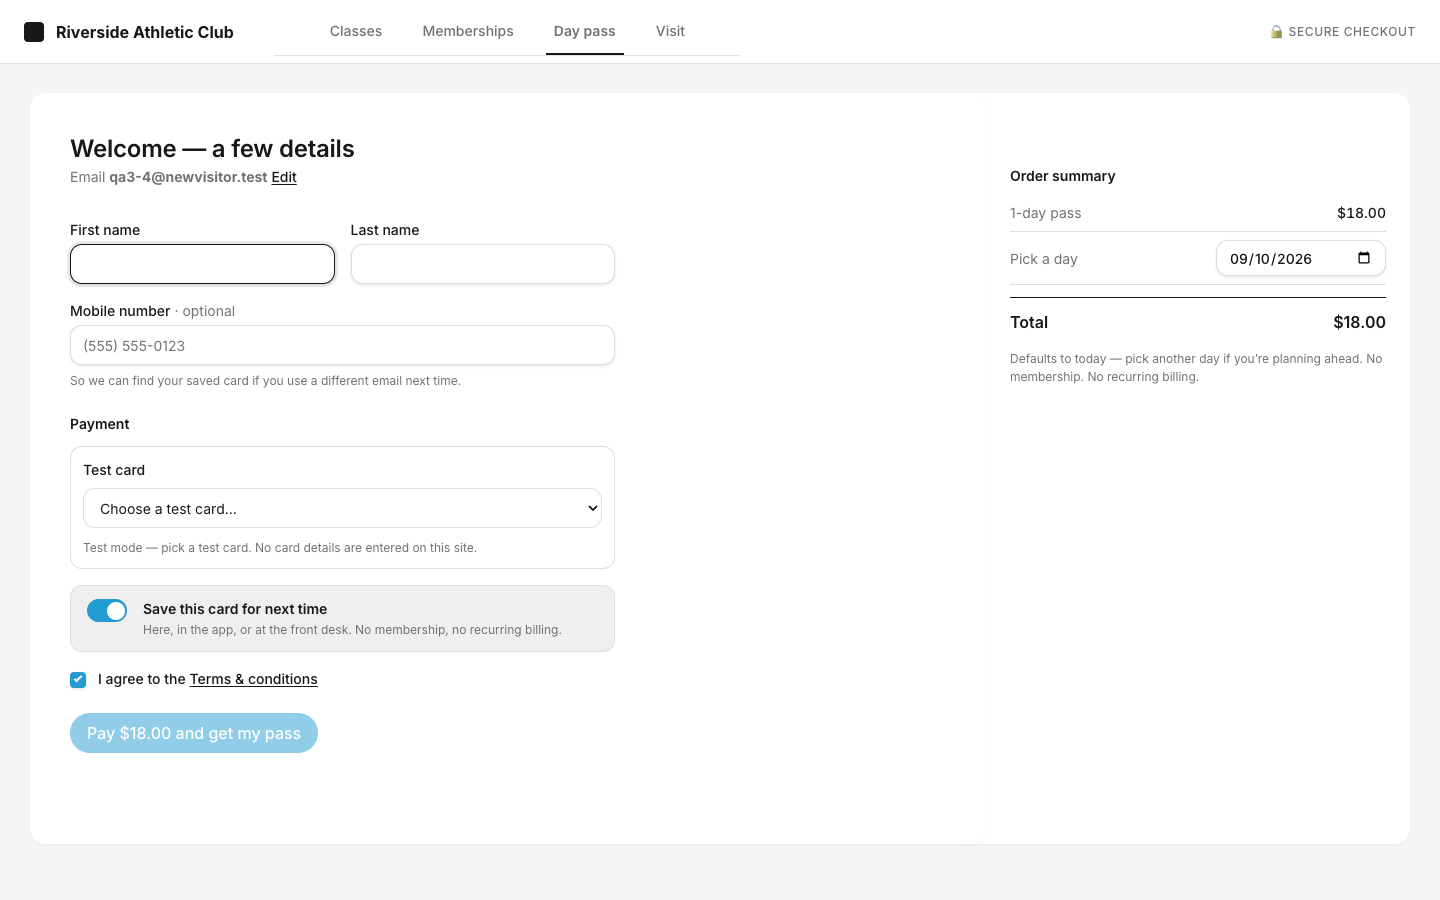 Riverside Athletic Club
Classes
Memberships
Day pass
Visit
SECURE CHECKOUT
Welcome — a few details
Email qa3-4@newvisitor.test Edit
First name
Last name
Mobile number · optional
(555) 555-0123
So we can find your saved card if you use a different email next time.
Payment
Test card
Choose a test card...
Test mode — pick a test card. No card details are entered on this site.
Save this card for next time
Here, in the app, or at the front desk. No membership, no recurring billing.
I agree to the Terms & conditions
Pay $18.00 and get my pass
Order summary
1-day pass $18.00
Pick a day 09/10/2026
Total $18.00
Defaults to today — pick another day if you're planning ahead. No
membership. No recurring billing.